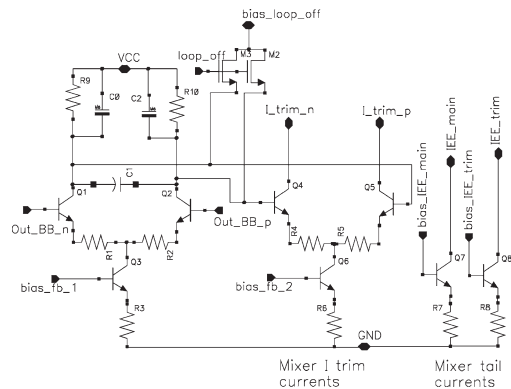 bias_loop_off
VCC
loop_off
M3
M2
R9
C0
C2
R10
I_trim_n
I_trim_p
IEE_main
IEE_trim
bias_IEE_main
bias_IEE_trim
C1
Q1
Q2
Q4
Q5
Out_BB_n
Out_BB_p
R1
R2
R4
R5
Q3
Q6
Q7
Q8
bias_fb_1
bias_fb_2
R3
R6
R7
R8
GND
Mixer I trim
currents
Mixer tail
currents